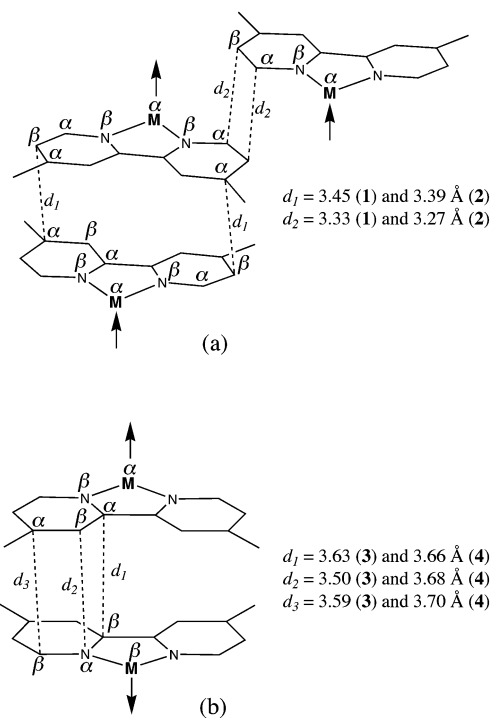 β
α
β
α
N
N
M
d₂
d₂
α
M
β
α
β
N
β
N
α
β
α
α
d₁
d₁
d₁ = 3.45 (1) and 3.39 Å (2)
d₂ = 3.33 (1) and 3.27 Å (2)
α
β
α
β
N
α
M
β
N
α
β
(a)
α
M
β
N
N
α
β
α
d₃
d₂
d₁
d₁ = 3.63 (3) and 3.66 Å (4)
d₂ = 3.50 (3) and 3.68 Å (4)
d₃ = 3.59 (3) and 3.70 Å (4)
β
β
N
α
β
M
N
(b)